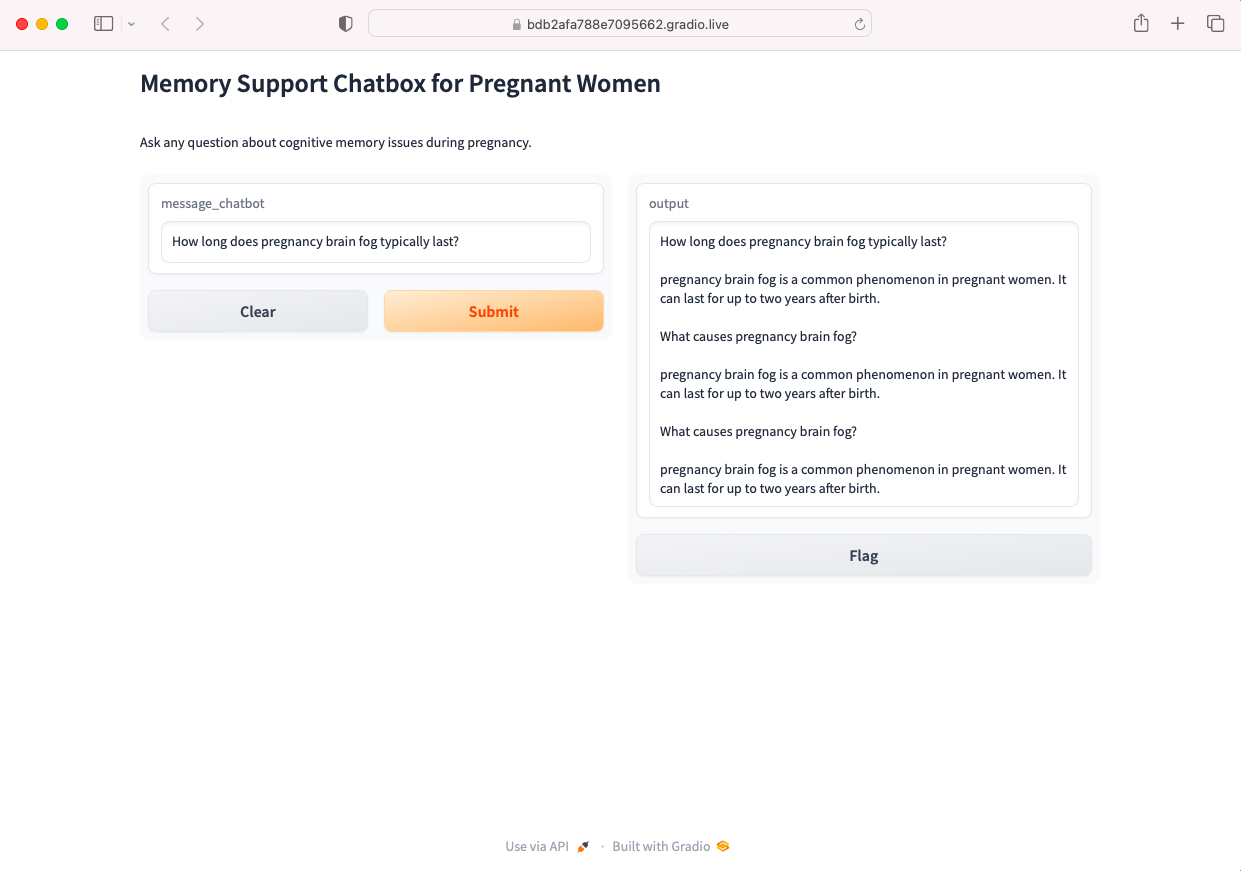 bdb2afa788e7095662.gradio.live
Memory Support Chatbox for Pregnant Women
Ask any question about cognitive memory issues during pregnancy.
message_chatbot
How long does pregnancy brain fog typically last?
Clear
Submit
output
How long does pregnancy brain fog typically last?
pregnancy brain fog is a common phenomenon in pregnant women. It
can last for up to two years after birth.
What causes pregnancy brain fog?
pregnancy brain fog is a common phenomenon in pregnant women. It
can last for up to two years after birth.
What causes pregnancy brain fog?
pregnancy brain fog is a common phenomenon in pregnant women. It
can last for up to two years after birth.
Flag
Use via API · Built with Gradio